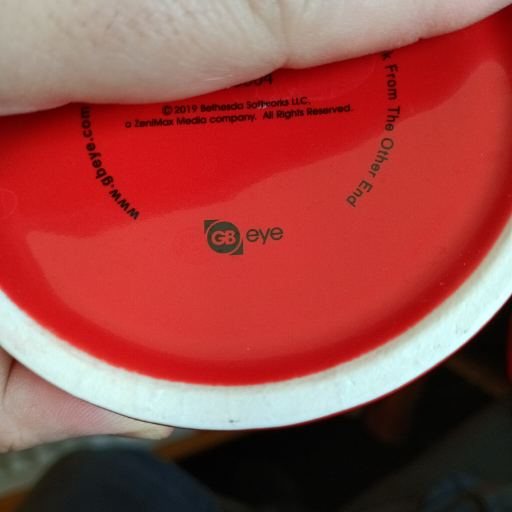 © 2019 Bethesda Softworks LLC.
a ZeniMax Media company. All Rights Reserved.
www.gbeye.com
From The Other End
GB eye